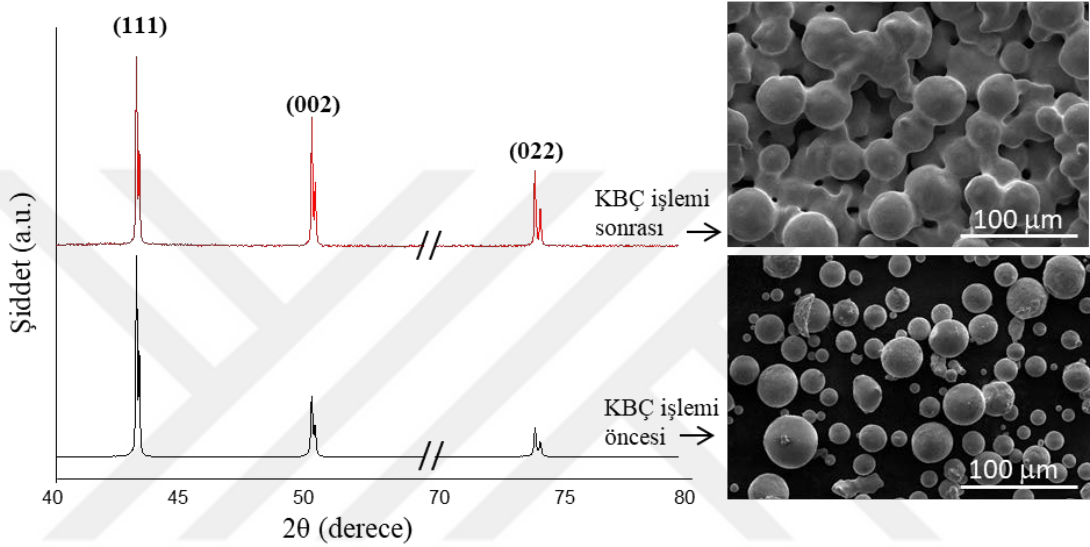 (111)
(002)
(022)
Şiddet (a.u.)
40 45 50 70 75 80
2θ (derece)
KBÇ işlemi
sonrası
100 µm
KBÇ işlemi
öncesi
100 µm